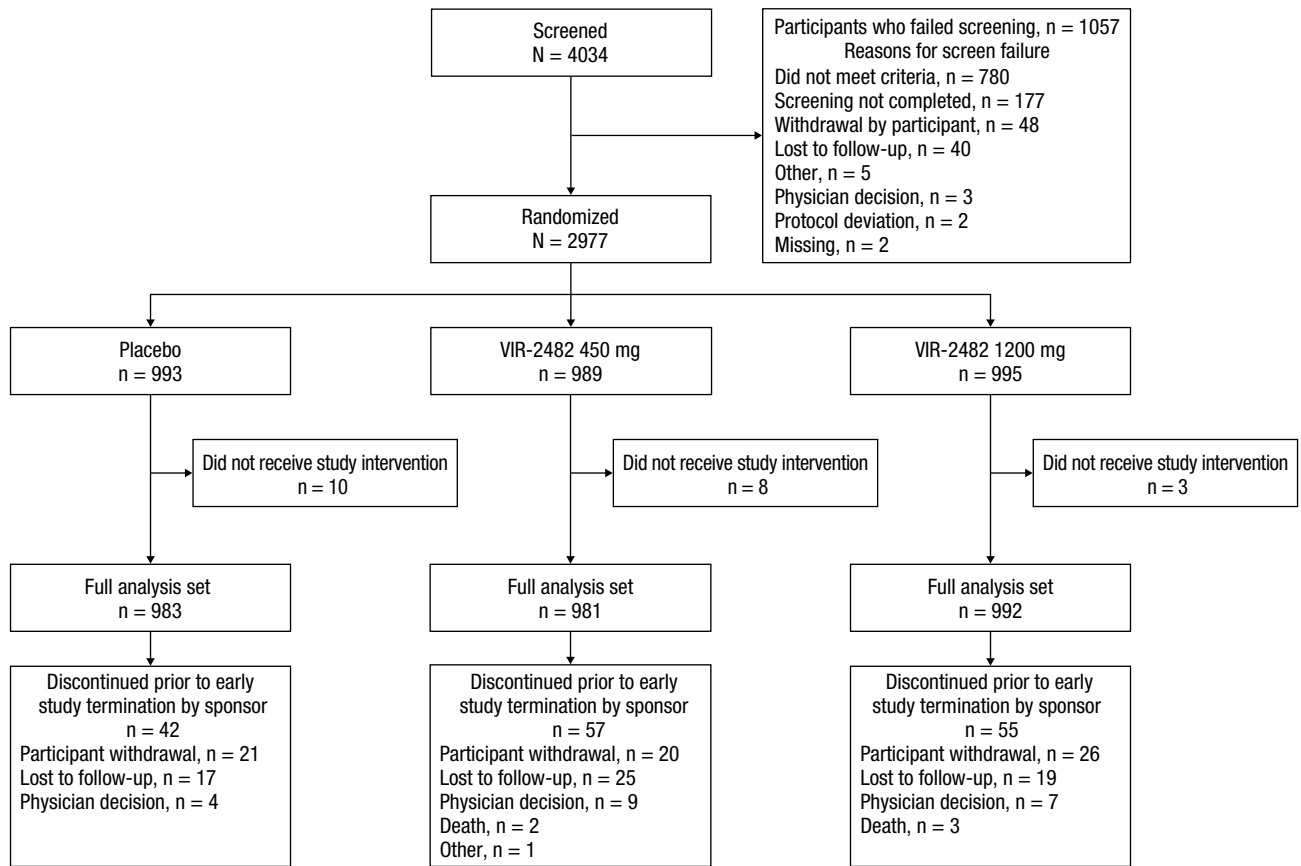 Screened
N = 4034
Participants who failed screening, n = 1057
Reasons for screen failure
Did not meet criteria, n = 780
Screening not completed, n = 177
Withdrawal by participant, n = 48
Lost to follow-up, n = 40
Other, n = 5
Physician decision, n = 3
Protocol deviation, n = 2
Missing, n = 2
Randomized
N = 2977
Placebo
n = 993
VIR-2482 450 mg
n = 989
VIR-2482 1200 mg
n = 995
Did not receive study intervention
n = 10
Did not receive study intervention
n = 8
Did not receive study intervention
n = 3
Full analysis set
n = 983
Full analysis set
n = 981
Full analysis set
n = 992
Discontinued prior to early
study termination by sponsor
n = 42
Participant withdrawal, n = 21
Lost to follow-up, n = 17
Physician decision, n = 4
Discontinued prior to early
study termination by sponsor
n = 57
Participant withdrawal, n = 20
Lost to follow-up, n = 25
Physician decision, n = 9
Death, n = 2
Other, n = 1
Discontinued prior to early
study termination by sponsor
n = 55
Participant withdrawal, n = 26
Lost to follow-up, n = 19
Physician decision, n = 7
Death, n = 3